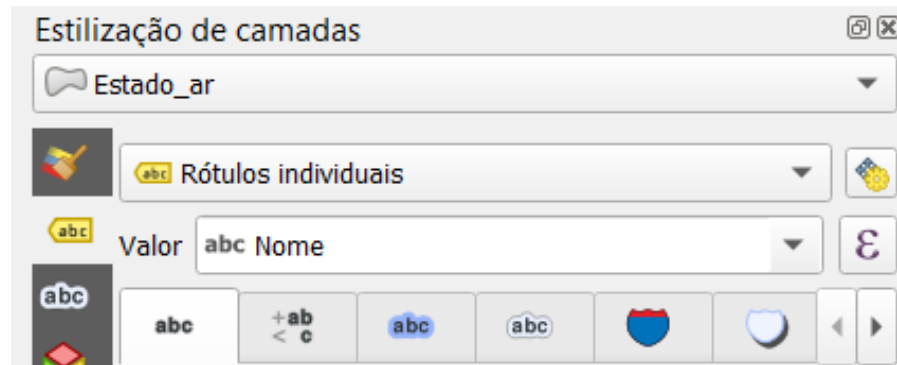 Estilização de camadas
Estado_ar
abc Rótulos individuais
abc
Valor abc Nome ε
abc
abc +ab < c abc abc